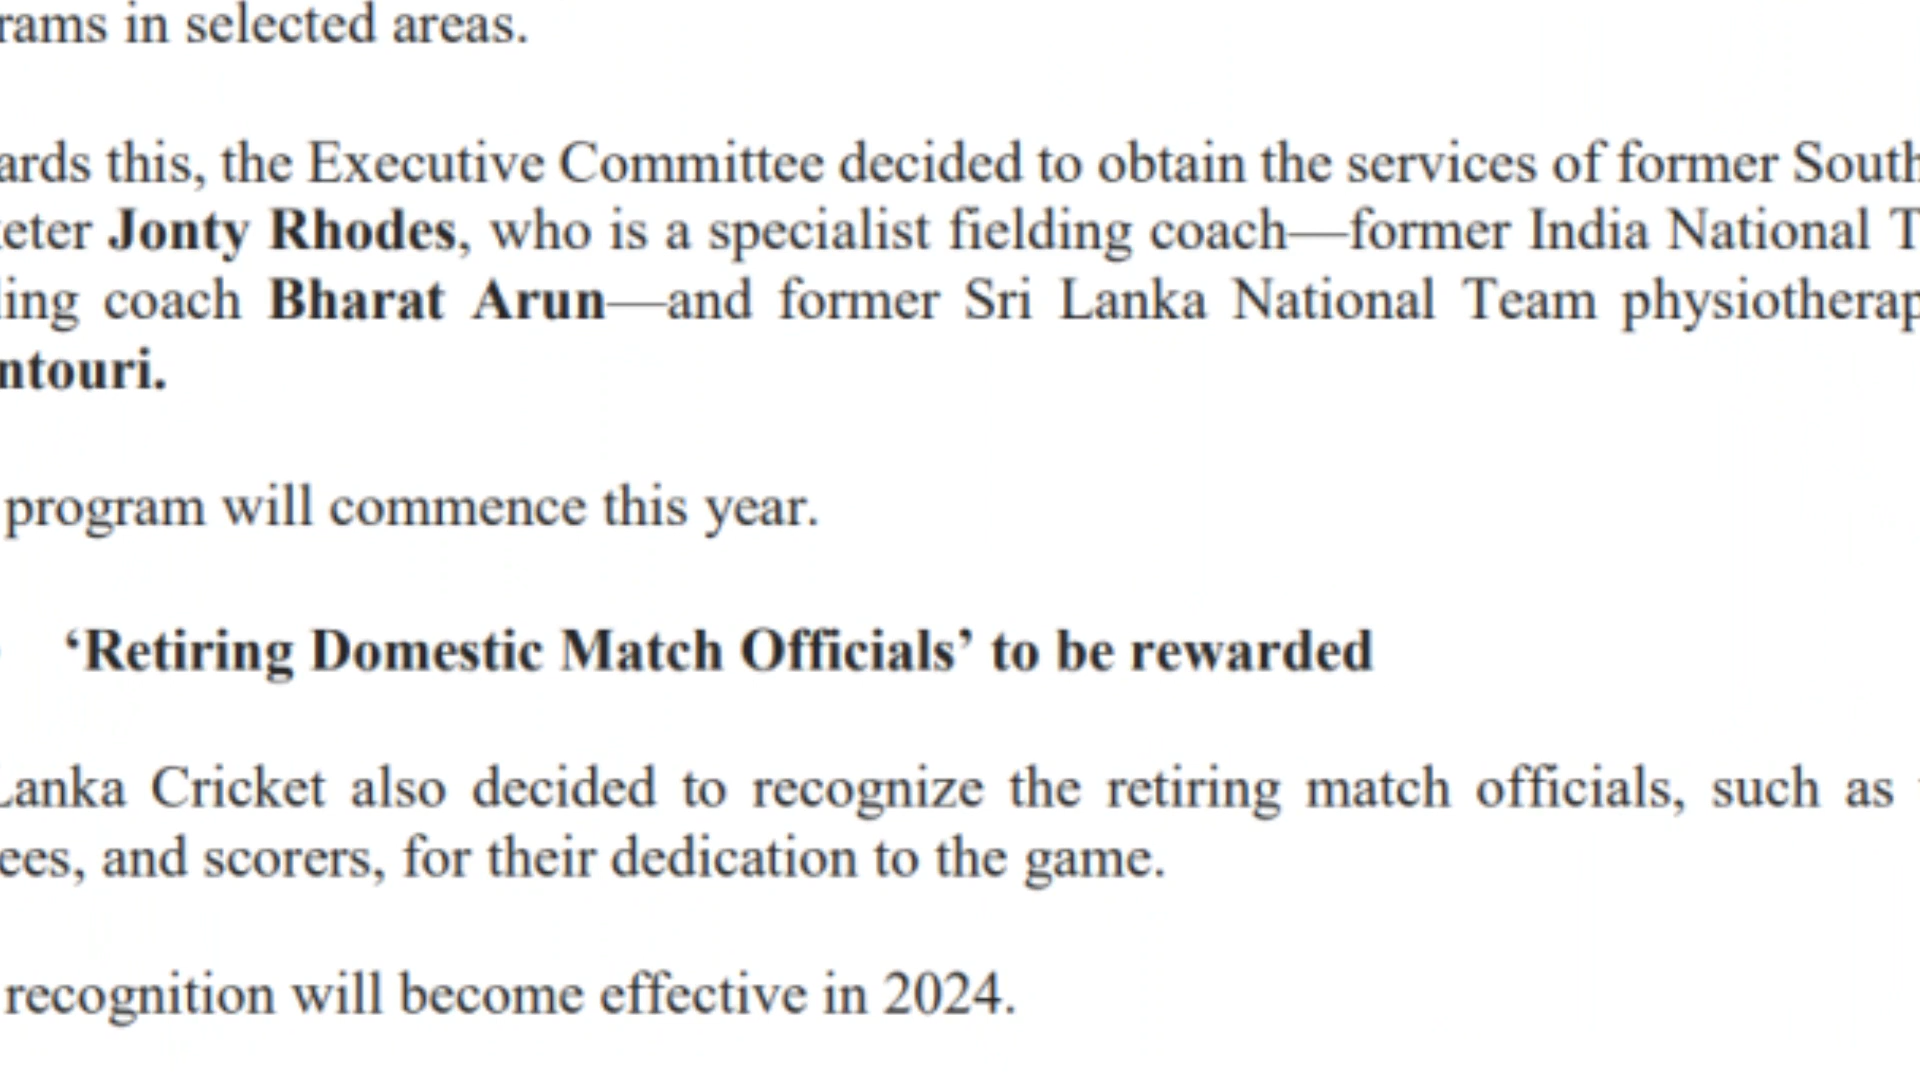 rams in selected areas.
ards this, the Executive Committee decided to obtain the services of former South
eter Jonty Rhodes, who is a specialist fielding coach—former India National T
ling coach Bharat Arun—and former Sri Lanka National Team physiotherap
ntouri.
program will commence this year.
‘Retiring Domestic Match Officials’ to be rewarded
Lanka Cricket also decided to recognize the retiring match officials, such as
ees, and scorers, for their dedication to the game.
recognition will become effective in 2024.